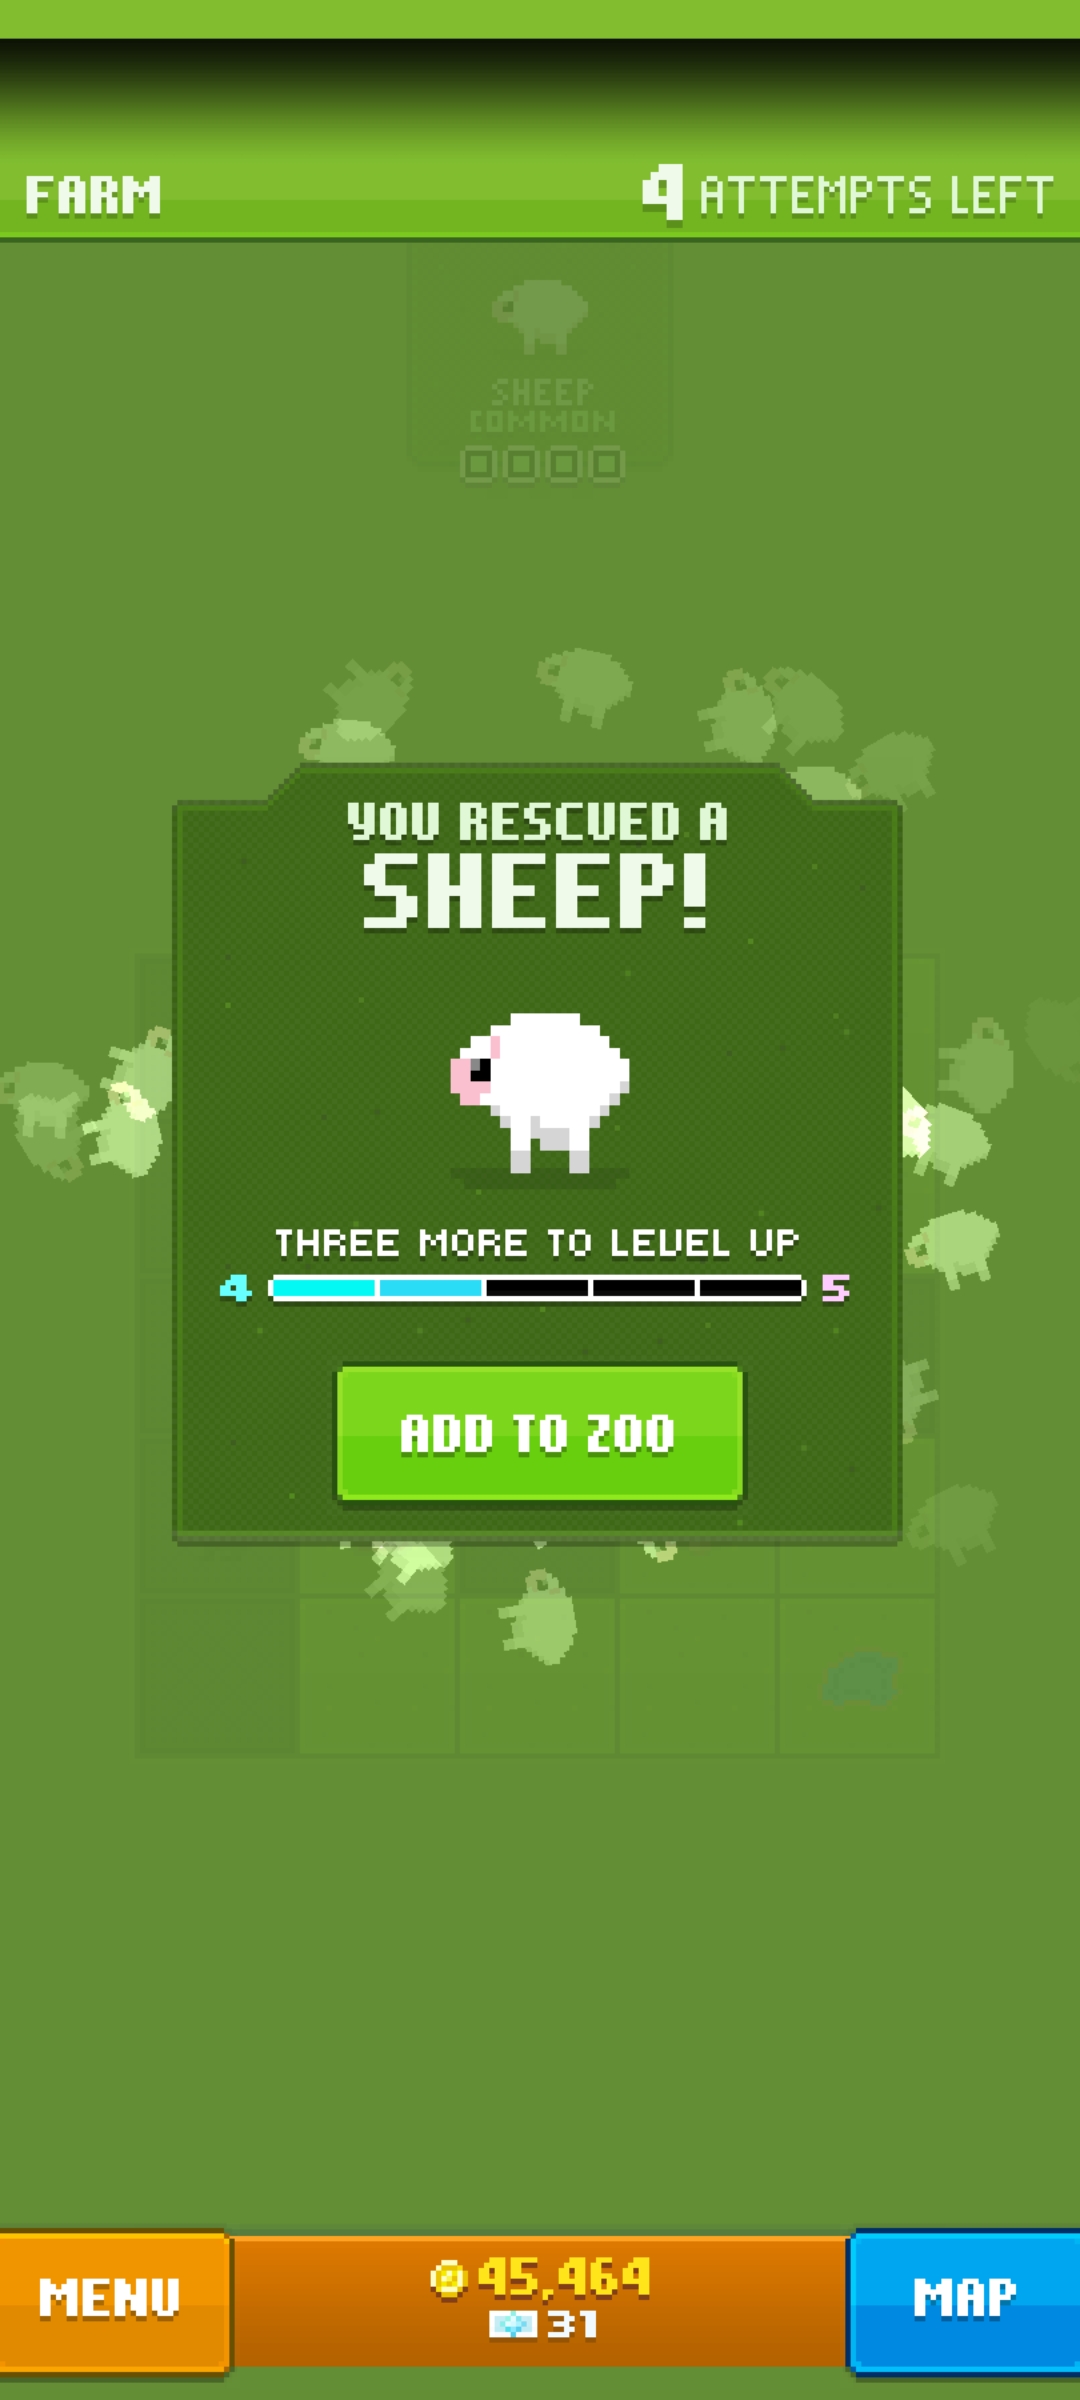 FARM
4 ATTEMPTS LEFT
SHEEP
COMMON
YOU RESCUED A
SHEEP!
THREE MORE TO LEVEL UP
4 5
ADD TO ZOO
MENU
45,464
31
MAP